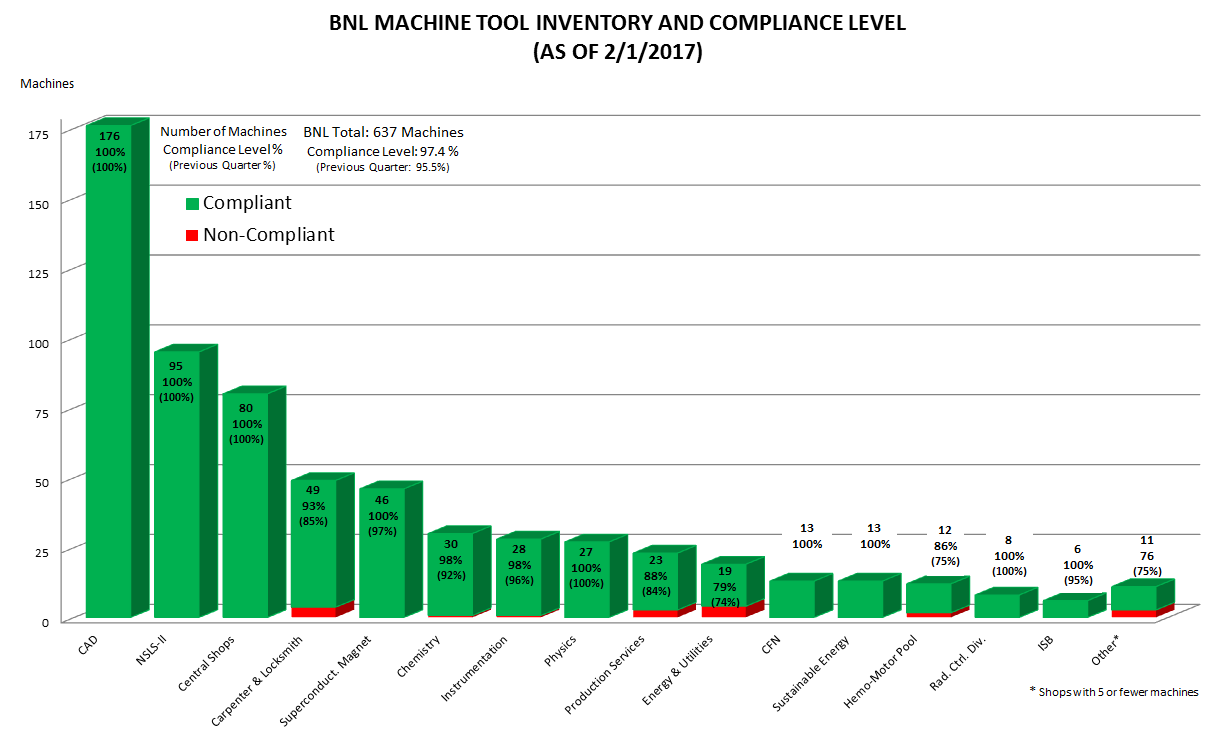 BNL MACHINE TOOL INVENTORY AND COMPLIANCE LEVEL
(AS OF 2/1/2017)
Machines
Number of Machines
Compliance Level %
(Previous Quarter %)
BNL Total: 637 Machines
Compliance Level: 97.4 %
(Previous Quarter: 95.5%)
Compliant
Non-Compliant
175
150
125
100
75
50
25
0
176
100%
(100%)
95
100%
(100%)
80
100%
(100%)
49
93%
(85%)
46
100%
(97%)
30
98%
(92%)
28
98%
(96%)
27
100%
(100%)
23
88%
(84%)
19
79%
(74%)
13
100%
13
100%
12
86%
(75%)
8
100%
(100%)
6
100%
(95%)
11
76
(75%)
CAD
NSLS-II
Central Shops
Carpenter & Locksmith
Superconduct. Magnet
Chemistry
Instrumentation
Physics
Production Services
Energy & Utilities
CFN
Sustainable Energy
Hemo-Motor Pool
Rad. Ctrl. Div.
ISB
Other*
* Shops with 5 or fewer machines